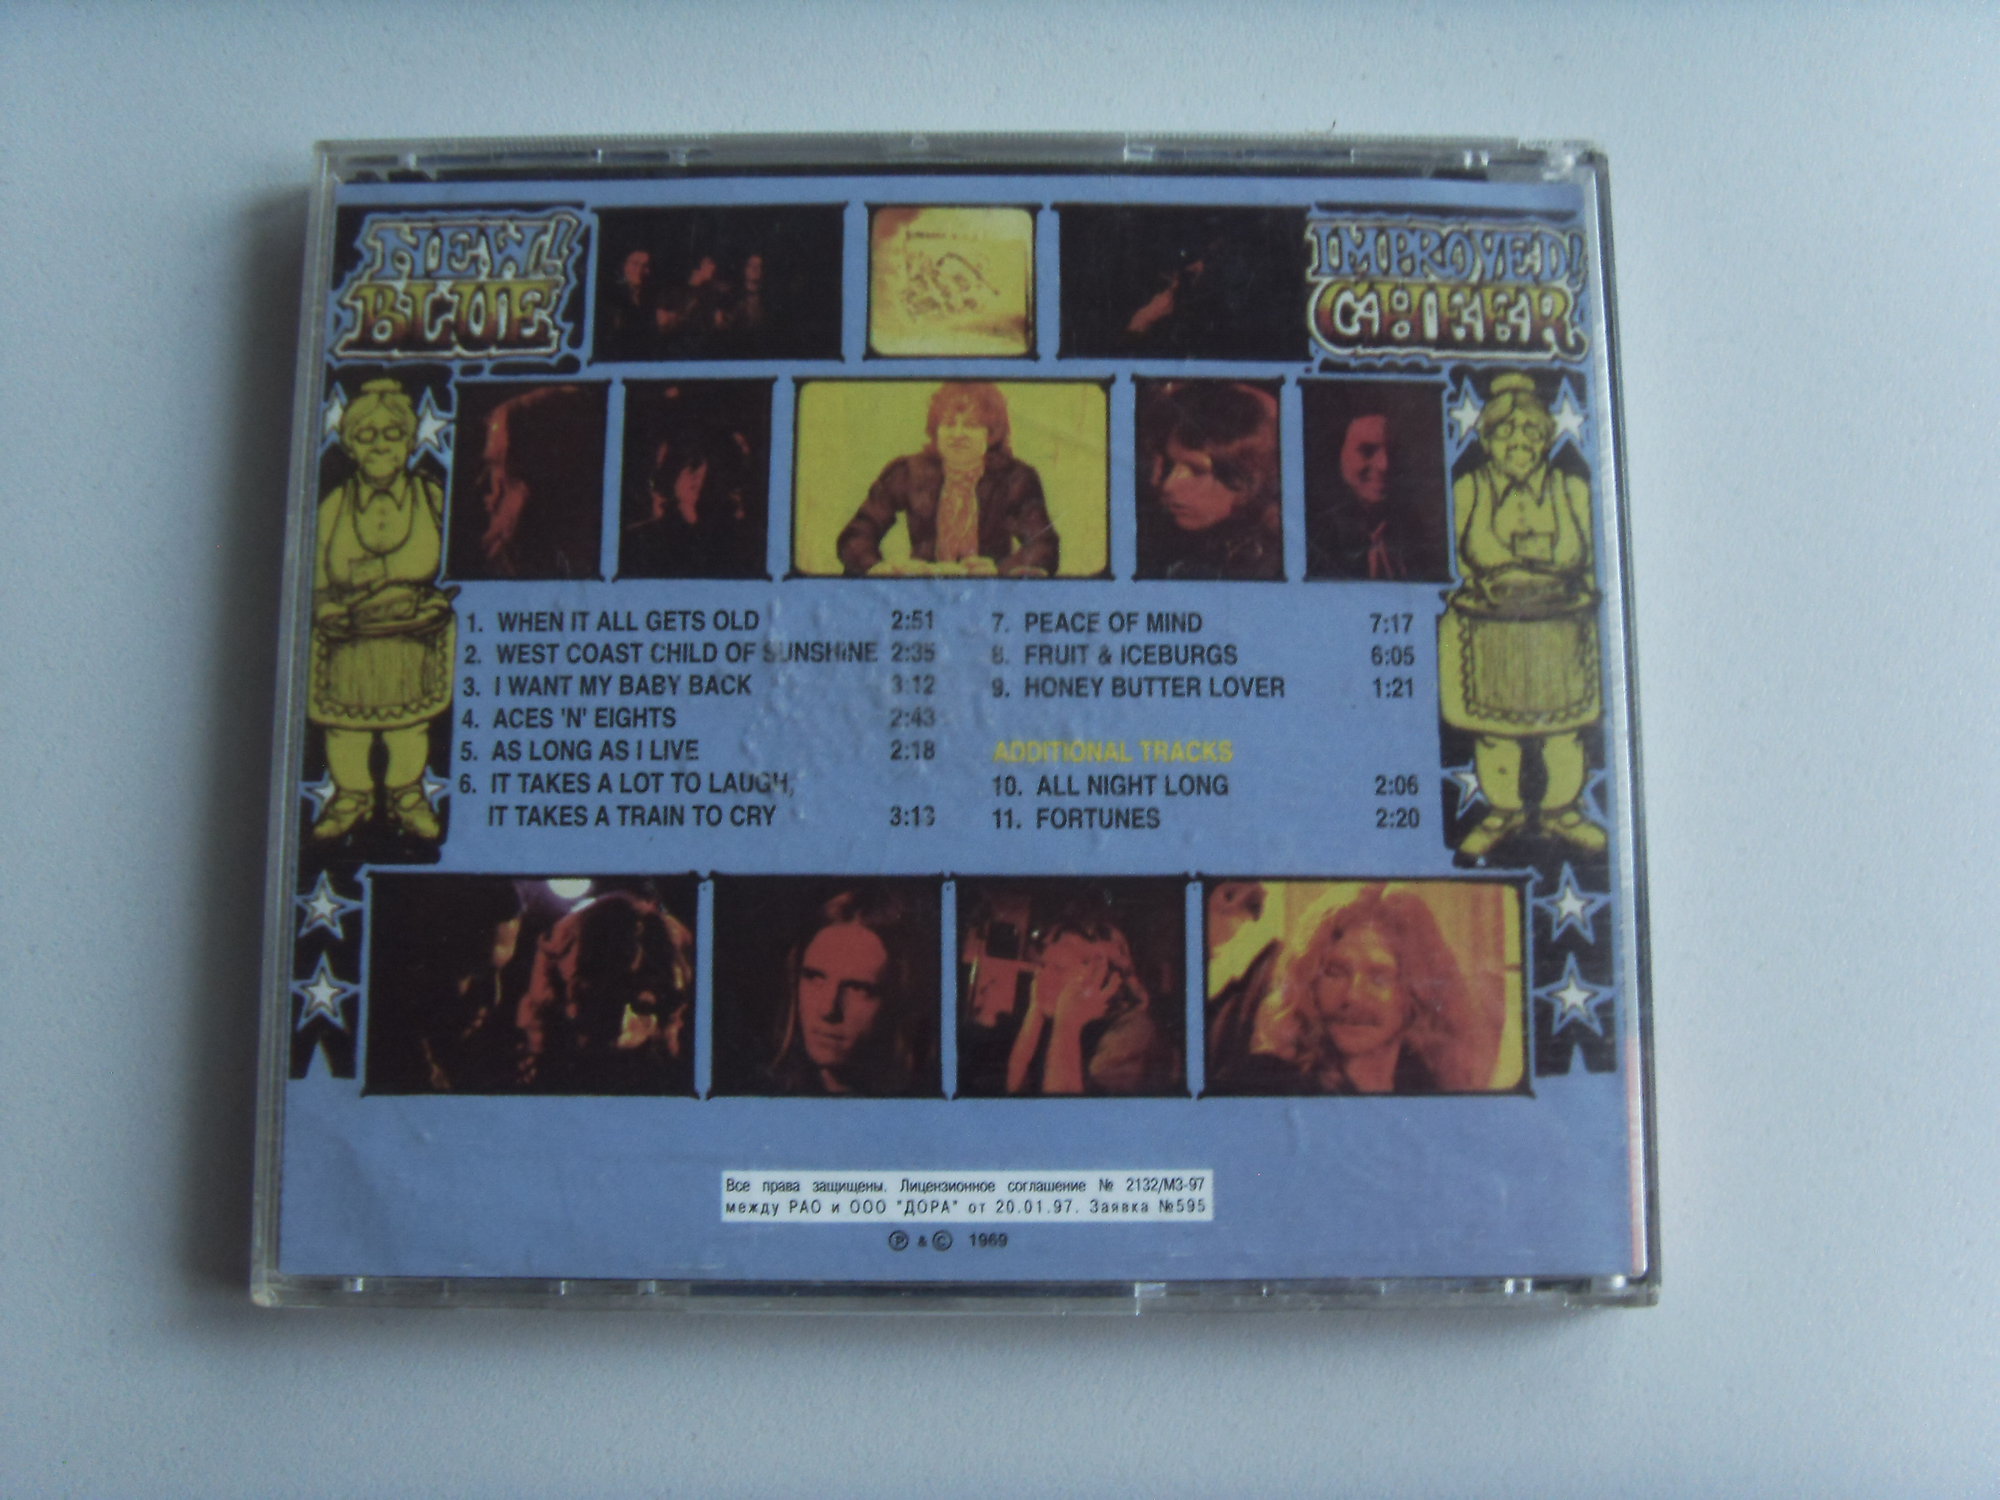 NEW!
BLUE
IMPROVED!
CHEER
1. WHEN IT ALL GETS OLD 2:51
2. WEST COAST CHILD OF SUNSHINE 2:35
3. I WANT MY BABY BACK 3:12
4. ACES 'N' EIGHTS 2:43
5. AS LONG AS I LIVE 2:18
6. IT TAKES A LOT TO LAUGH,
IT TAKES A TRAIN TO CRY 3:13
7. PEACE OF MIND 7:17
8. FRUIT & ICEBURGS 6:05
9. HONEY BUTTER LOVER 1:21
ADDITIONAL TRACKS
10. ALL NIGHT LONG 2:06
11. FORTUNES 2:20
Все права защищены. Лицензионное соглашение № 2132/МЗ-97
между РАО и ООО "ДОРА" от 20.01.97. Заявка №595
Ⓟ & © 1969